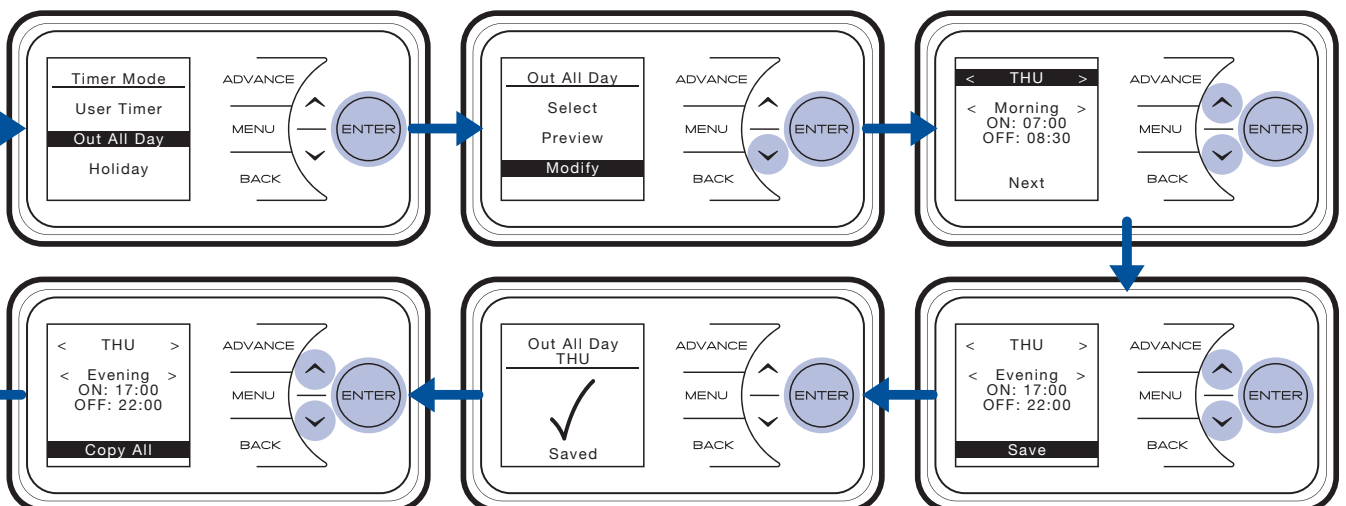 Timer Mode
User Timer
Out All Day
Holiday
ADVANCE
MENU
BACK
ENTER
Out All Day
Select
Preview
Modify
ADVANCE
MENU
BACK
ENTER
< THU >
< Morning >
ON: 07:00
OFF: 08:30
Next
ADVANCE
MENU
BACK
ENTER
< THU >
< Evening >
ON: 17:00
OFF: 22:00
Copy All
ADVANCE
MENU
BACK
ENTER
Out All Day
THU
Saved
ADVANCE
MENU
BACK
ENTER
< THU >
< Evening >
ON: 17:00
OFF: 22:00
Save
ADVANCE
MENU
BACK
ENTER